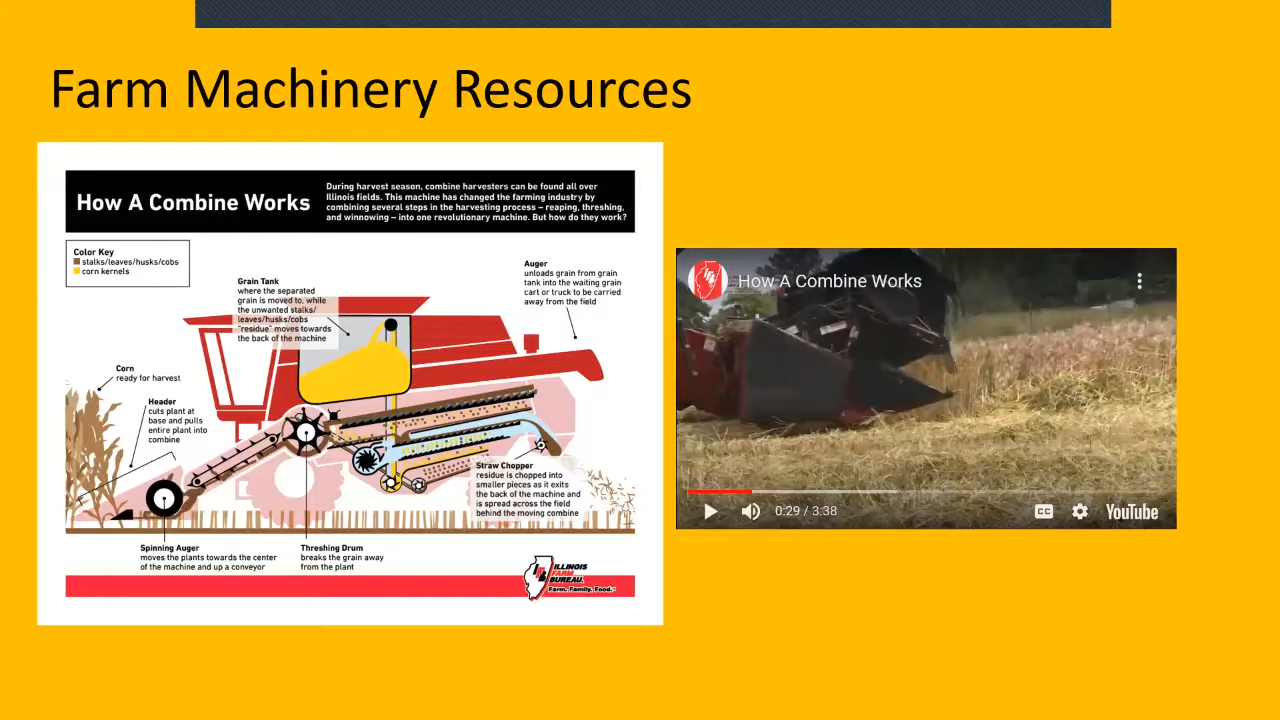 Farm Machinery Resources
How A Combine Works
During harvest season, combine harvesters can be found all over
Illinois fields. This machine has changed the farming industry by
combining several steps in the harvesting process – reaping, threshing,
and winnowing – into one revolutionary machine. But how do they work?
Color Key
stalks/leaves/husks/cobs
corn kernels
Grain Tank
where the separated
grain is moved to, while
the unwanted stalks/
leaves/husks/cobs
"residue" moves towards
the back of the machine
Auger
unloads grain from grain
tank into the waiting grain
cart or truck to be carried
away from the field
Corn
ready for harvest
Header
cuts plant at
base and pulls
entire plant into
combine
Straw Chopper
residue is chopped into
smaller pieces as it exits
the back of the machine and
is spread across the field
behind the moving combine
Spinning Auger
moves the plants towards the center
of the machine and up a conveyor
Threshing Drum
breaks the grain away
from the plant
ILLINOIS
FARM
BUREAU.
Farm. Family. Food.™
How A Combine Works
0:29 / 3:38
CC
YouTube